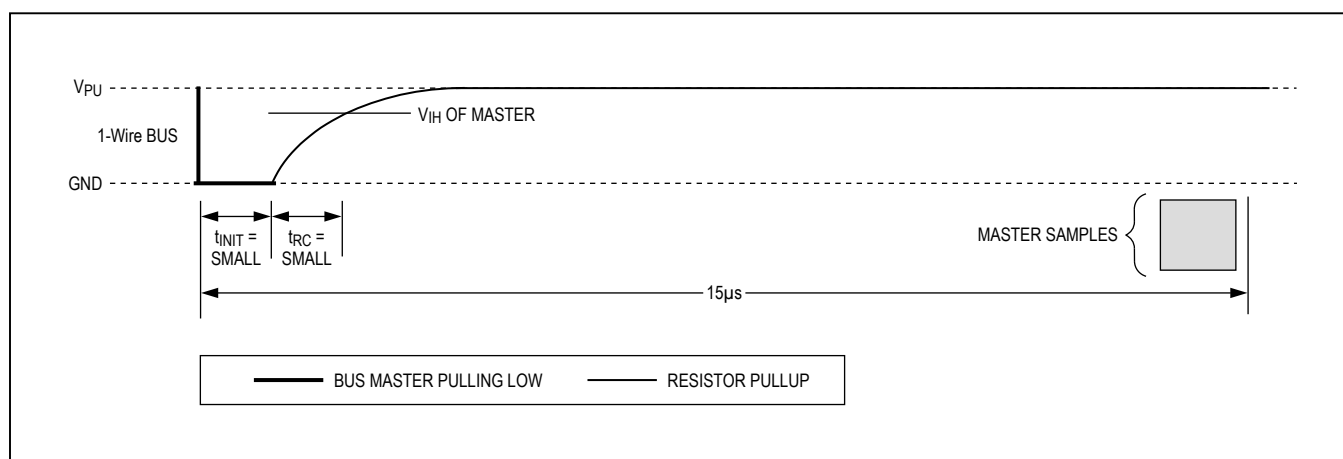 VPU
VIH OF MASTER
1-Wire BUS
GND
tINIT =
SMALL
tRC =
SMALL
MASTER SAMPLES
15µs
BUS MASTER PULLING LOW
RESISTOR PULLUP